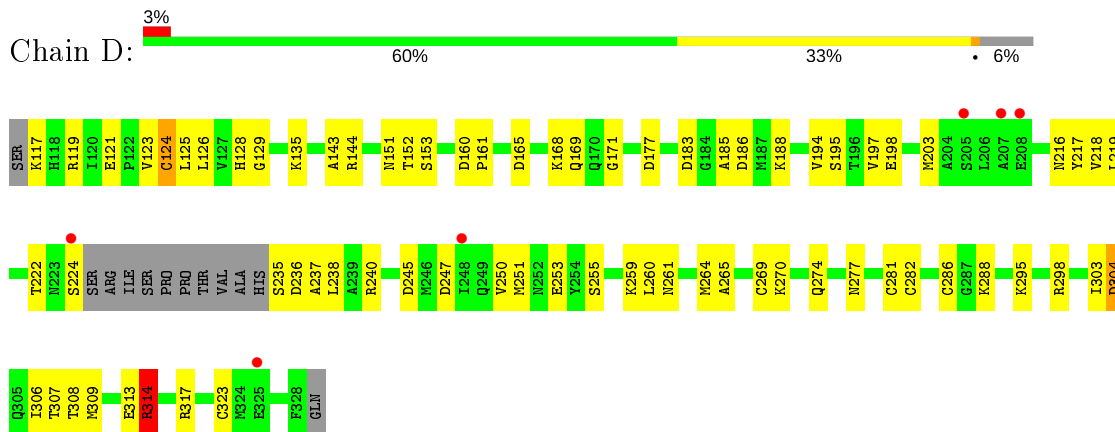 3%
Chain D:
60% 33% • 6%
SER K117 H118 R119 I120 E121 P122 V123 C124 L125 L126 V127 H128 G129 K135 A143 R144 N151 T152 S153 D160 P161 D165 K168 Q169 Q170 G171 D177 D183 G184 A185 D186 M187 K188 V194 S195 T196 V197 E198 M203 A204 S205 L206 A207 E208 N216 Y217 V218 L219
T222 N223 S224 SER ARG ILE SER PRO PRO THR VAL ALA HIS S235 D236 A237 L238 A239 R240 D245 M246 D247 I248 Q249 V250 M251 N252 E253 Y254 S255 K259 L260 N261 M264 A265 C269 K270 Q274 N277 C281 C282 C286 G287 K288 K295 R298 I303 D304
Q305 I306 T307 T308 M309 E313 R314 R317 C323 M324 E325 F328 GLN